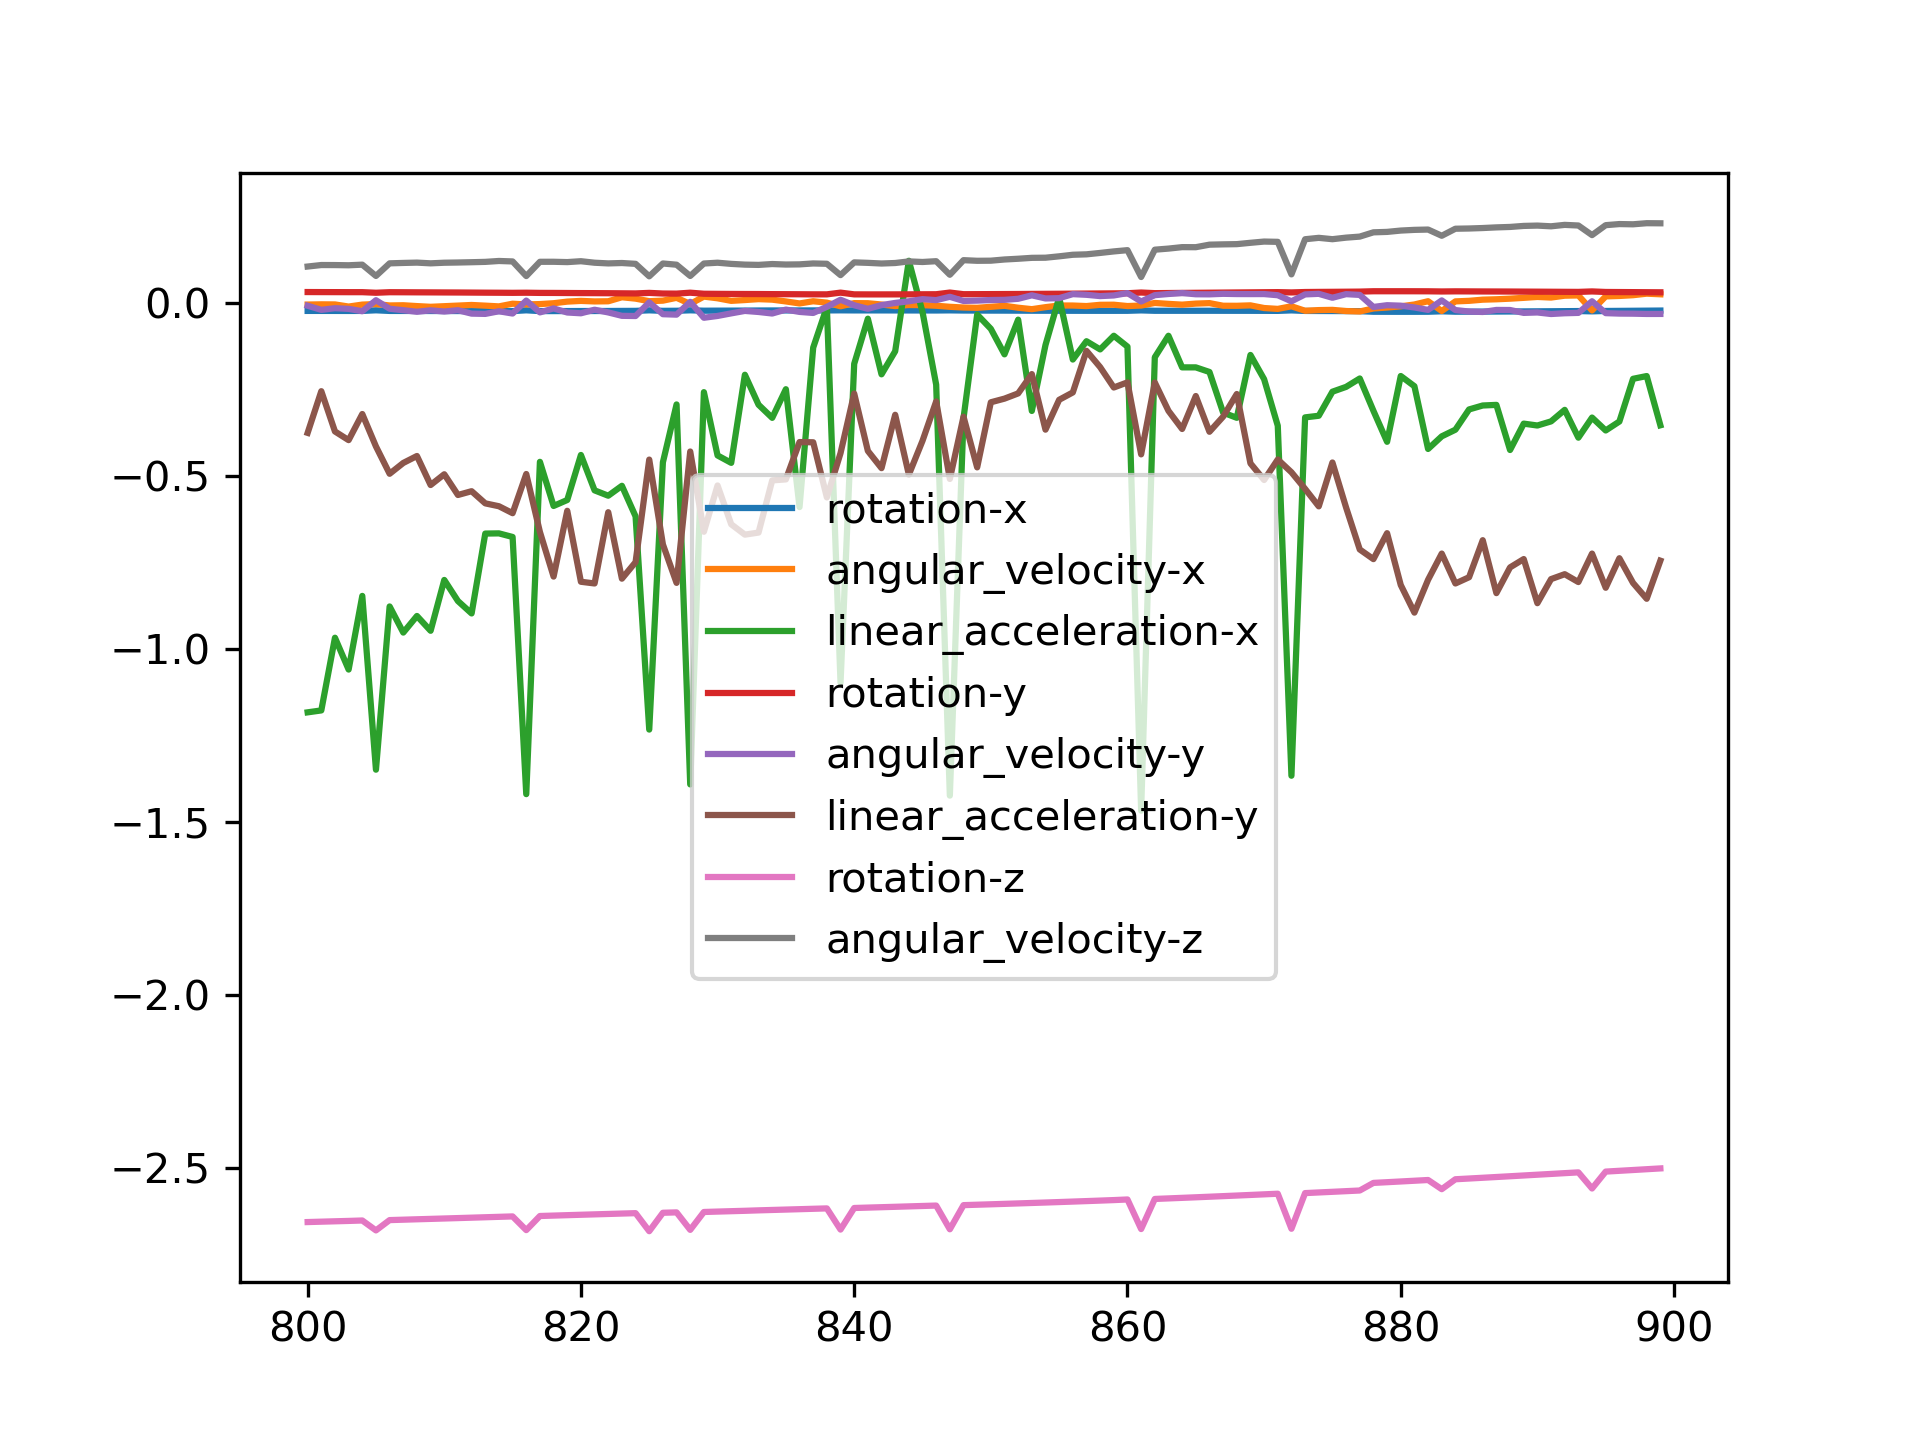 0.0
−0.5
−1.0
−1.5
−2.0
−2.5
rotation-x
angular_velocity-x
linear_acceleration-x
rotation-y
angular_velocity-y
linear_acceleration-y
rotation-z
angular_velocity-z
800 820 840 860 880 900